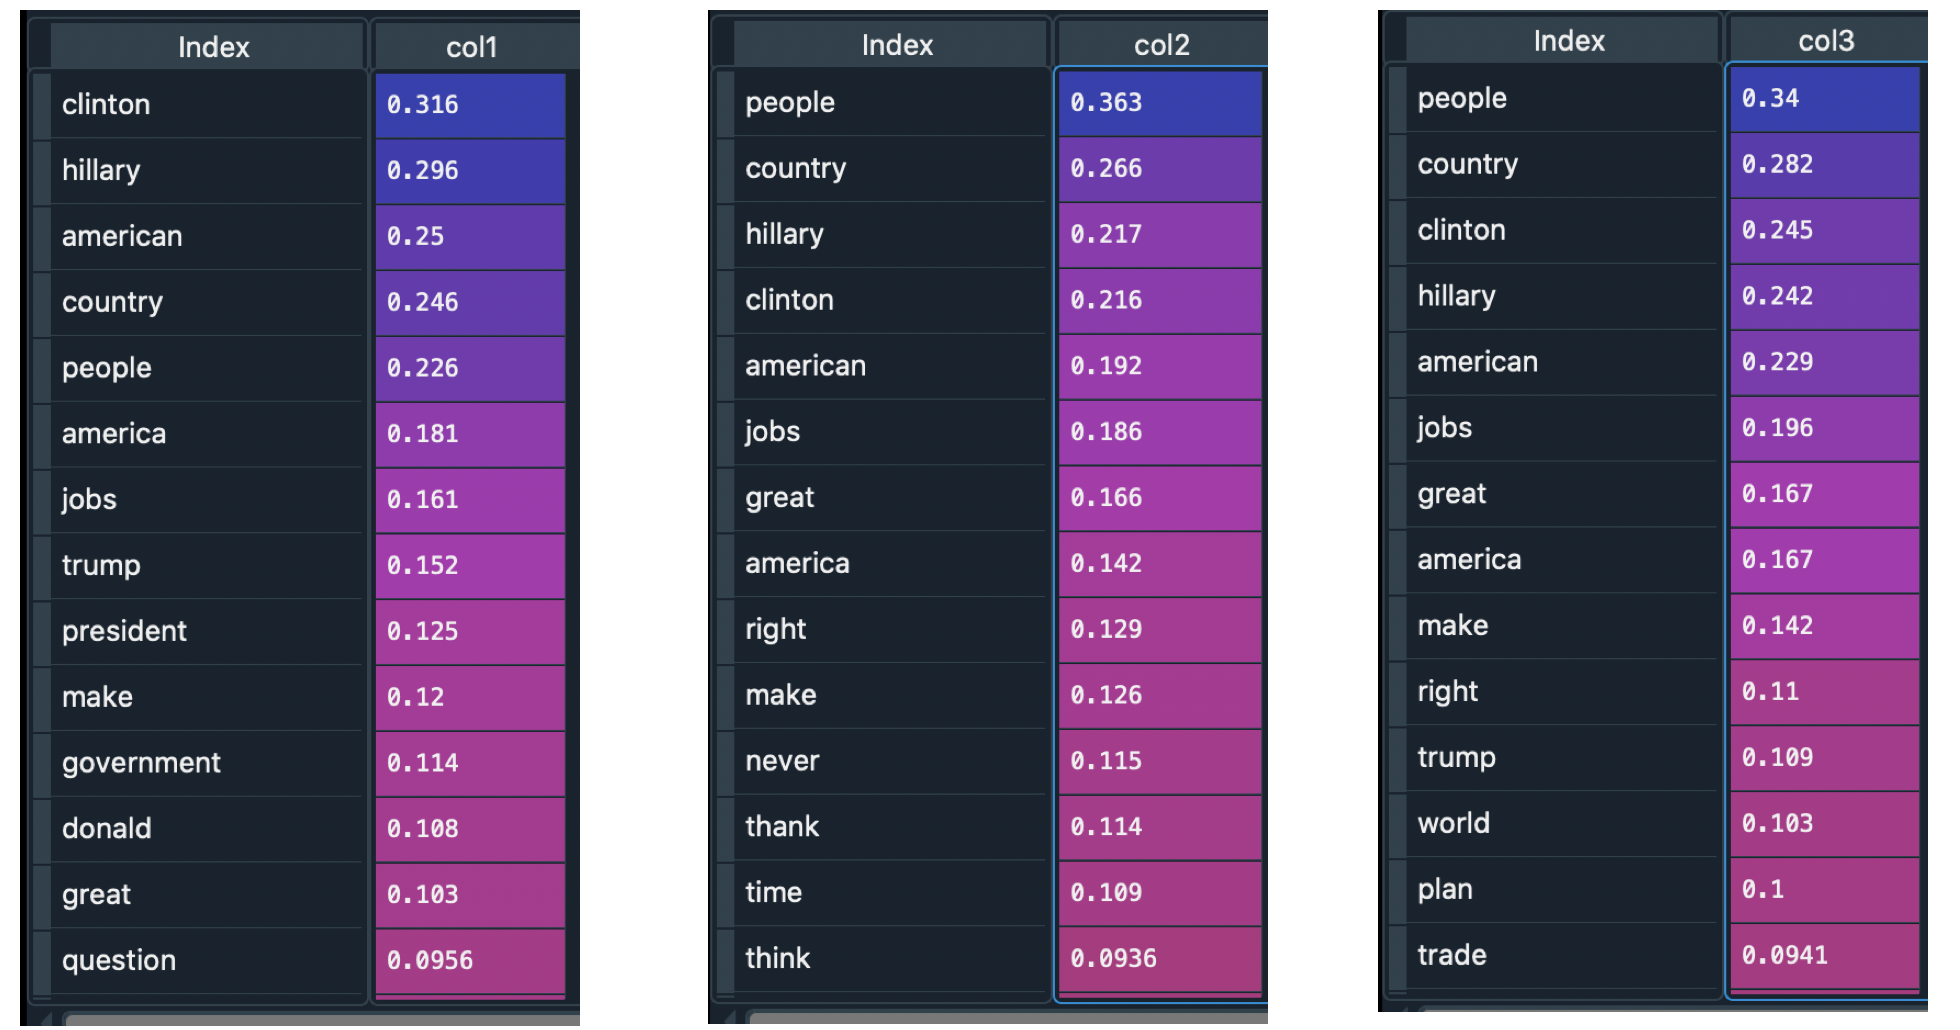 Index col1
clinton 0.316
hillary 0.296
american 0.25
country 0.246
people 0.226
america 0.181
jobs 0.161
trump 0.152
president 0.125
make 0.12
government 0.114
donald 0.108
great 0.103
question 0.0956
Index col2
people 0.363
country 0.266
hillary 0.217
clinton 0.216
american 0.192
jobs 0.186
great 0.166
america 0.142
right 0.129
make 0.126
never 0.115
thank 0.114
time 0.109
think 0.0936
Index col3
people 0.34
country 0.282
clinton 0.245
hillary 0.242
american 0.229
jobs 0.196
great 0.167
america 0.167
make 0.142
right 0.11
trump 0.109
world 0.103
plan 0.1
trade 0.0941